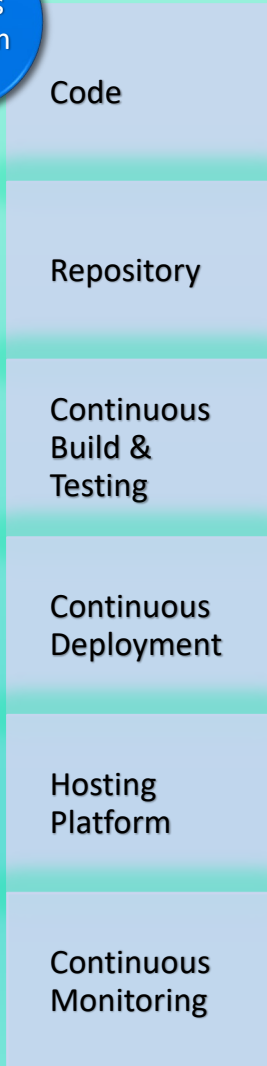 Code
Repository
Continuous
Build &
Testing
Continuous
Deployment
Hosting
Platform
Continuous
Monitoring